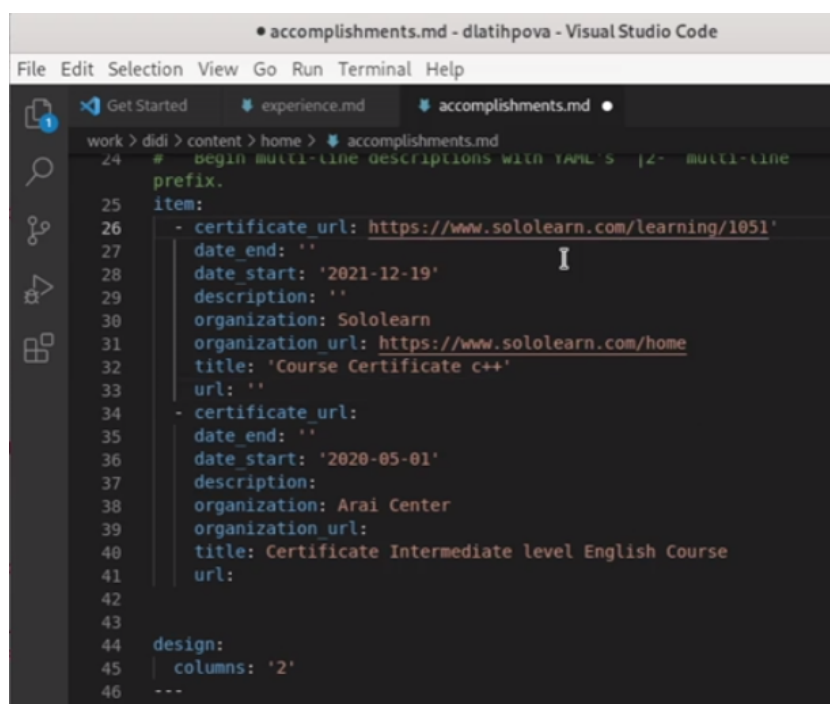 accomplishments.md - dlatihpova - Visual Studio Code
File Edit Selection View Go Run Terminal Help
Get Started experience.md accomplishments.md
1
work > didi > content > home > accomplishments.md
24 # Begin multi-line descriptions with YAML's |2- multi-line
prefix.
25 item:
26 - certificate_url: https://www.sololearn.com/learning/1051'
27 date_end: ''
28 date_start: '2021-12-19'
29 description: ''
30 organization: Sololearn
31 organization_url: https://www.sololearn.com/home
32 title: 'Course Certificate c++'
33 url: ''
34 - certificate_url:
35 date_end: ''
36 date_start: '2020-05-01'
37 description:
38 organization: Arai Center
39 organization_url:
40 title: Certificate Intermediate level English Course
41 url:
42
43
44 design:
45 columns: '2'
46 ---